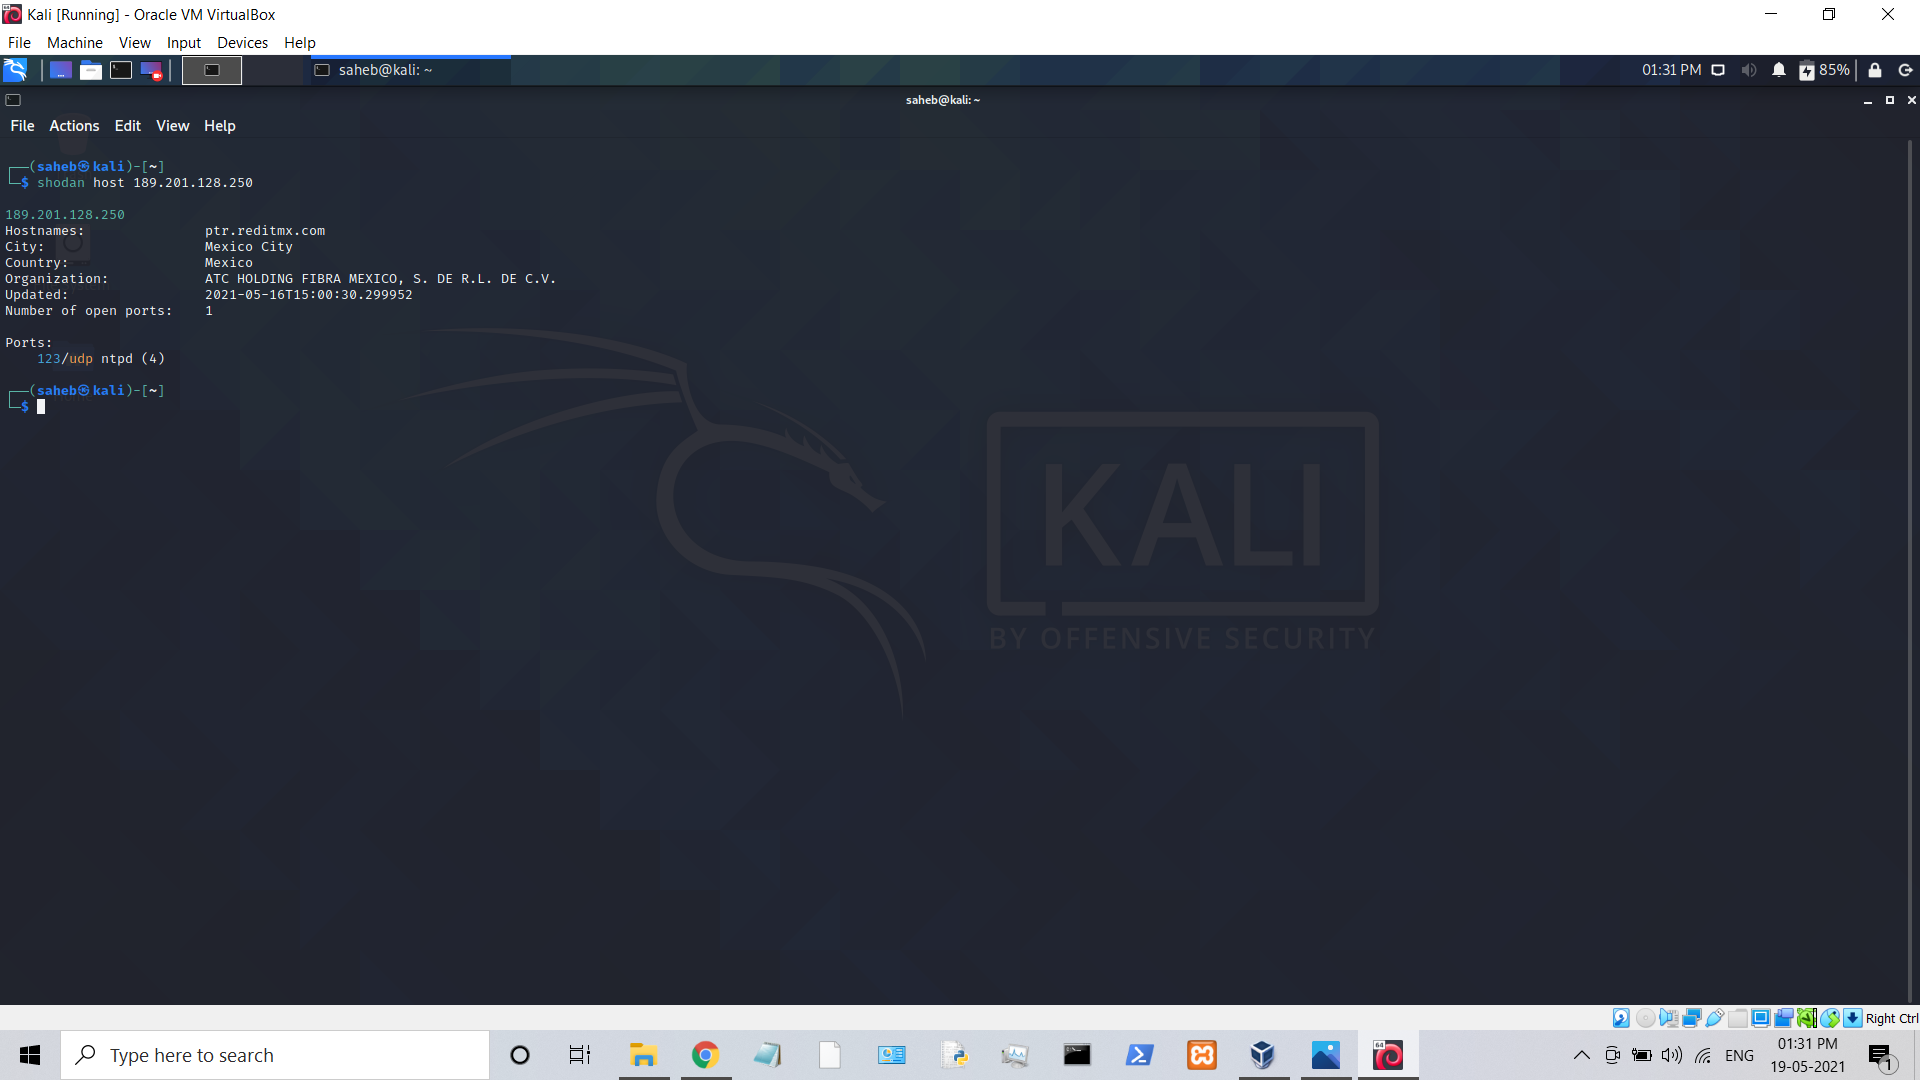 Kali [Running] - Oracle VM VirtualBox
File Machine View Input Devices Help
saheb@kali: ~
01:31 PM 85%
saheb@kali: ~
File Actions Edit View Help
┌──(saheb㉿kali)-[~]
└─$ shodan host 189.201.128.250
189.201.128.250
Hostnames: ptr.reditmx.com
City: Mexico City
Country: Mexico
Organization: ATC HOLDING FIBRA MEXICO, S. DE R.L. DE C.V.
Updated: 2021-05-16T15:00:30.299952
Number of open ports: 1
Ports:
123/udp ntpd (4)
┌──(saheb㉿kali)-[~]
└─$
KALI
BY OFFENSIVE SECURITY
Right Ctrl
Type here to search
64
ENG
01:31 PM
19-05-2021
1